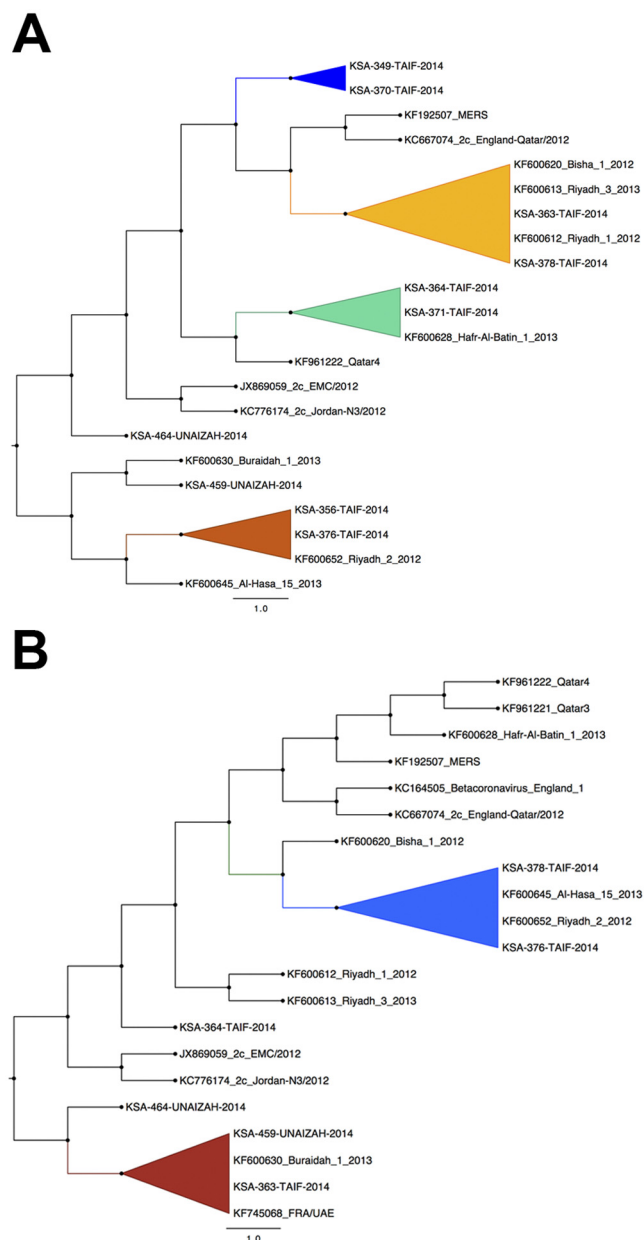 A
KSA-349-TAIF-2014
KSA-370-TAIF-2014
KF192507_MERS
KC667074_2c_England-Qatar/2012
KF600620_Bisha_1_2012
KF600613_Riyadh_3_2013
KSA-363-TAIF-2014
KF600612_Riyadh_1_2012
KSA-378-TAIF-2014
KSA-364-TAIF-2014
KSA-371-TAIF-2014
KF600628_Hafr-Al-Batin_1_2013
KF961222_Qatar4
JX869059_2c_EMC/2012
KC776174_2c_Jordan-N3/2012
KSA-464-UNAIZAH-2014
KF600630_Buraidah_1_2013
KSA-459-UNAIZAH-2014
KSA-356-TAIF-2014
KSA-376-TAIF-2014
KF600652_Riyadh_2_2012
KF600645_Al-Hasa_15_2013
1.0
B
KF961222_Qatar4
KF961221_Qatar3
KF600628_Hafr-Al-Batin_1_2013
KF192507_MERS
KC164505_Betacoronavirus_England_1
KC667074_2c_England-Qatar/2012
KF600620_Bisha_1_2012
KSA-378-TAIF-2014
KF600645_Al-Hasa_15_2013
KF600652_Riyadh_2_2012
KSA-376-TAIF-2014
KF600612_Riyadh_1_2012
KF600613_Riyadh_3_2013
KSA-364-TAIF-2014
JX869059_2c_EMC/2012
KC776174_2c_Jordan-N3/2012
KSA-464-UNAIZAH-2014
KSA-459-UNAIZAH-2014
KF600630_Buraidah_1_2013
KSA-363-TAIF-2014
KF745068_FRA/UAE
1.0